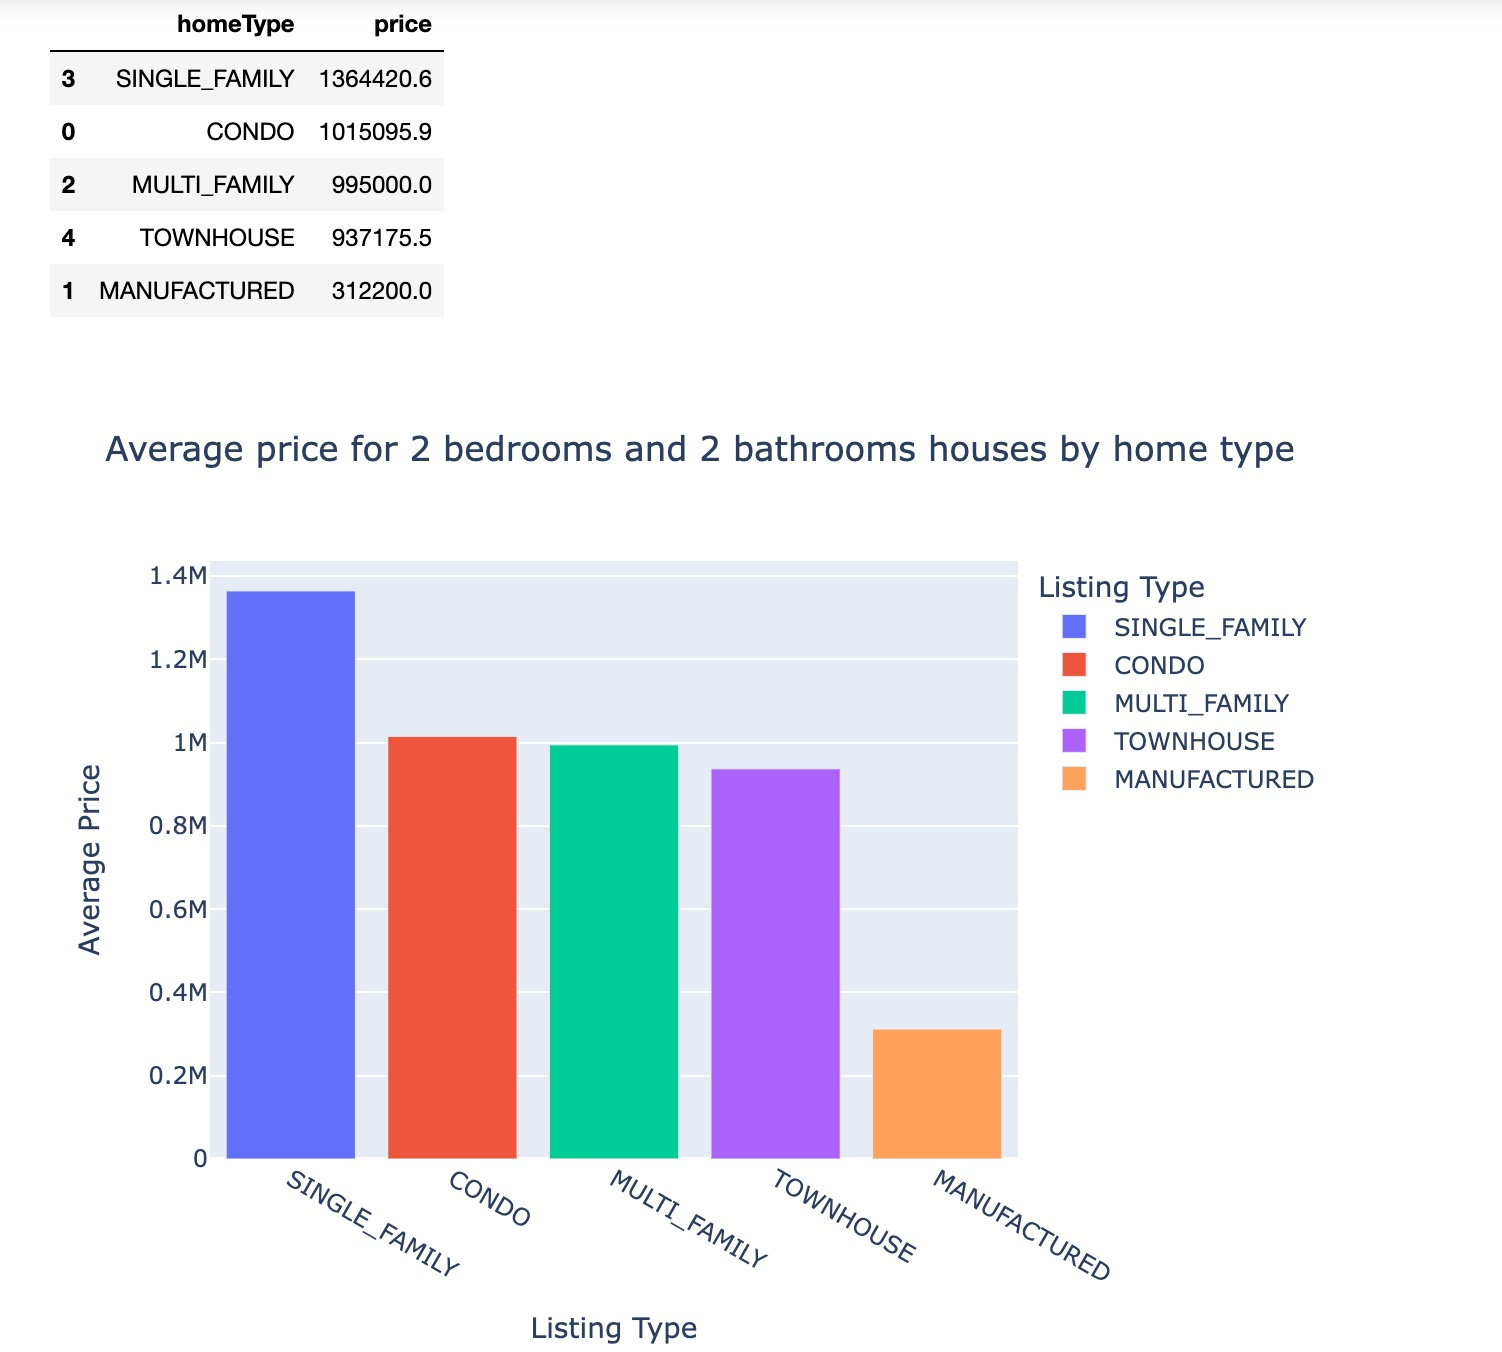 homeType price
3 SINGLE_FAMILY 1364420.6
0 CONDO 1015095.9
2 MULTI_FAMILY 995000.0
4 TOWNHOUSE 937175.5
1 MANUFACTURED 312200.0
Average price for 2 bedrooms and 2 bathrooms houses by home type
1.4M
1.2M
1M
0.8M
0.6M
0.4M
0.2M
0
Average Price
SINGLE_FAMILY
CONDO
MULTI_FAMILY
TOWNHOUSE
MANUFACTURED
Listing Type
Listing Type
SINGLE_FAMILY
CONDO
MULTI_FAMILY
TOWNHOUSE
MANUFACTURED